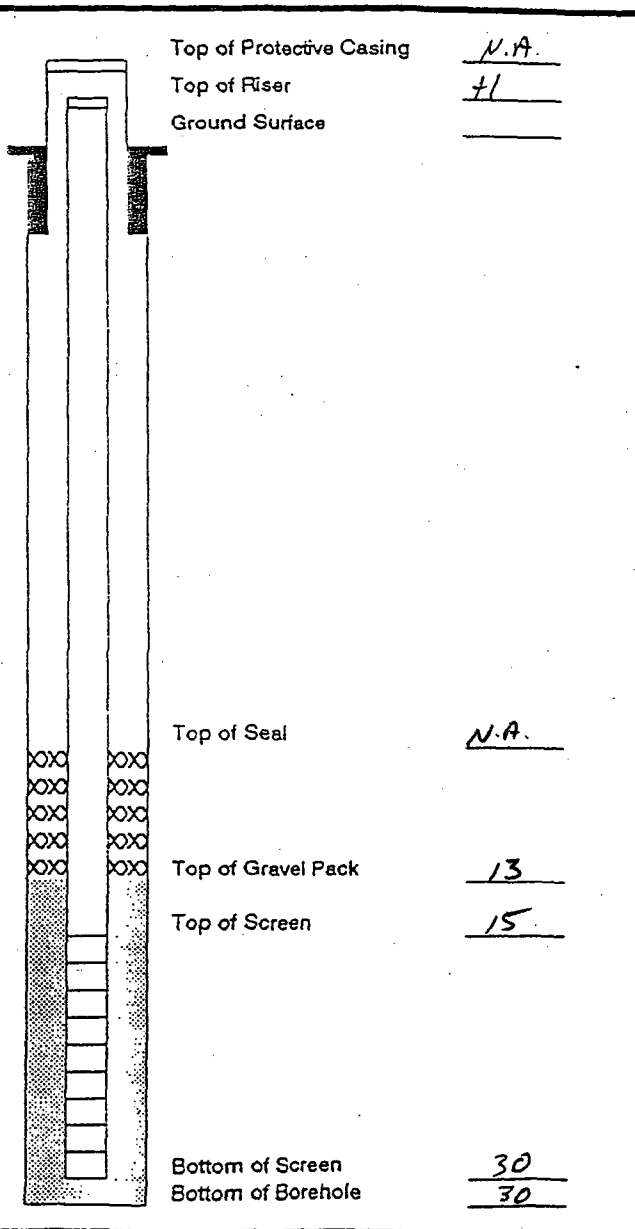 Top of Protective Casing N.A.
Top of Riser +1
Ground Surface
Top of Seal N.A.
Top of Gravel Pack 13
Top of Screen 15
Bottom of Screen 30
Bottom of Borehole 30